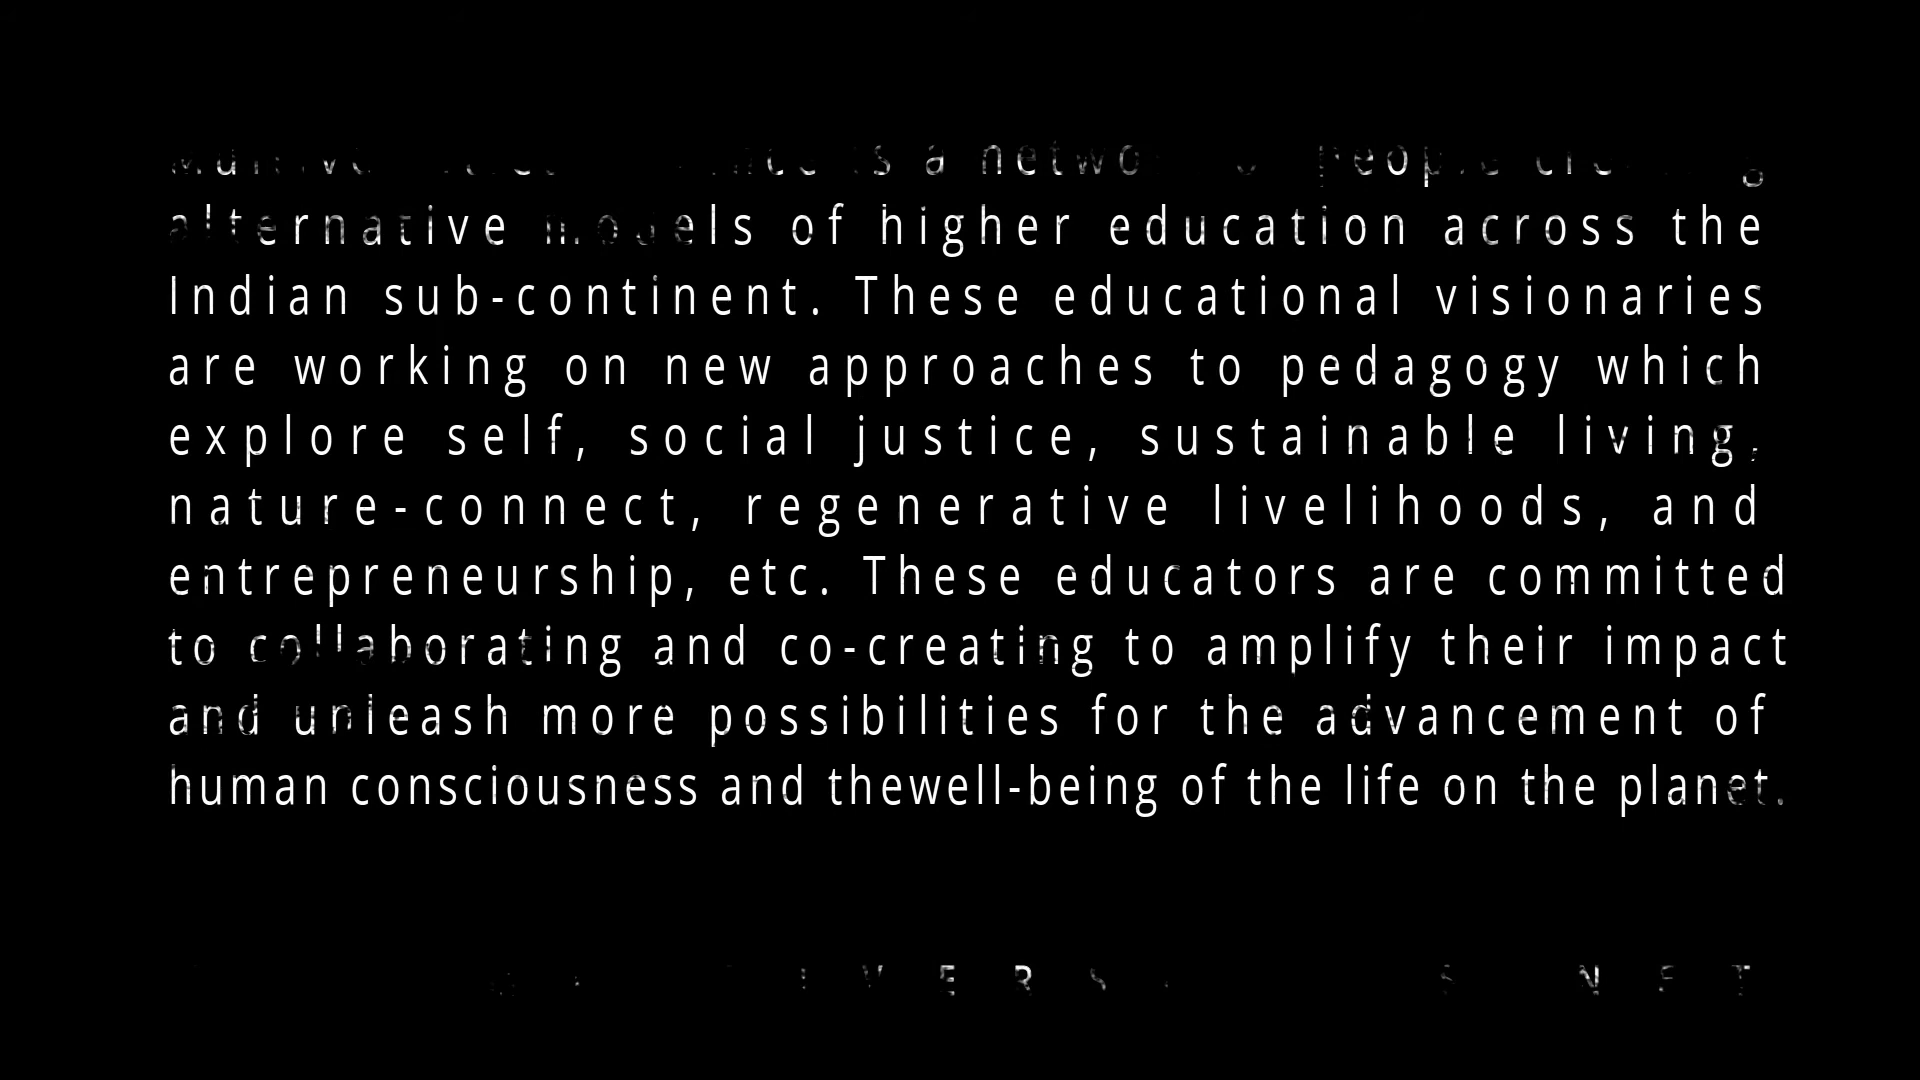 is a network people
alternative models of higher education across the
Indian sub-continent. These educational visionaries
are working on new approaches to pedagogy which
explore self, social justice, sustainable living,
nature-connect, regenerative livelihoods, and
entrepreneurship, etc. These educators are committed
to collaborating and co-creating to amplify their impact
and unleash more possibilities for the advancement of
human consciousness and thewell-being of the life on the planet.